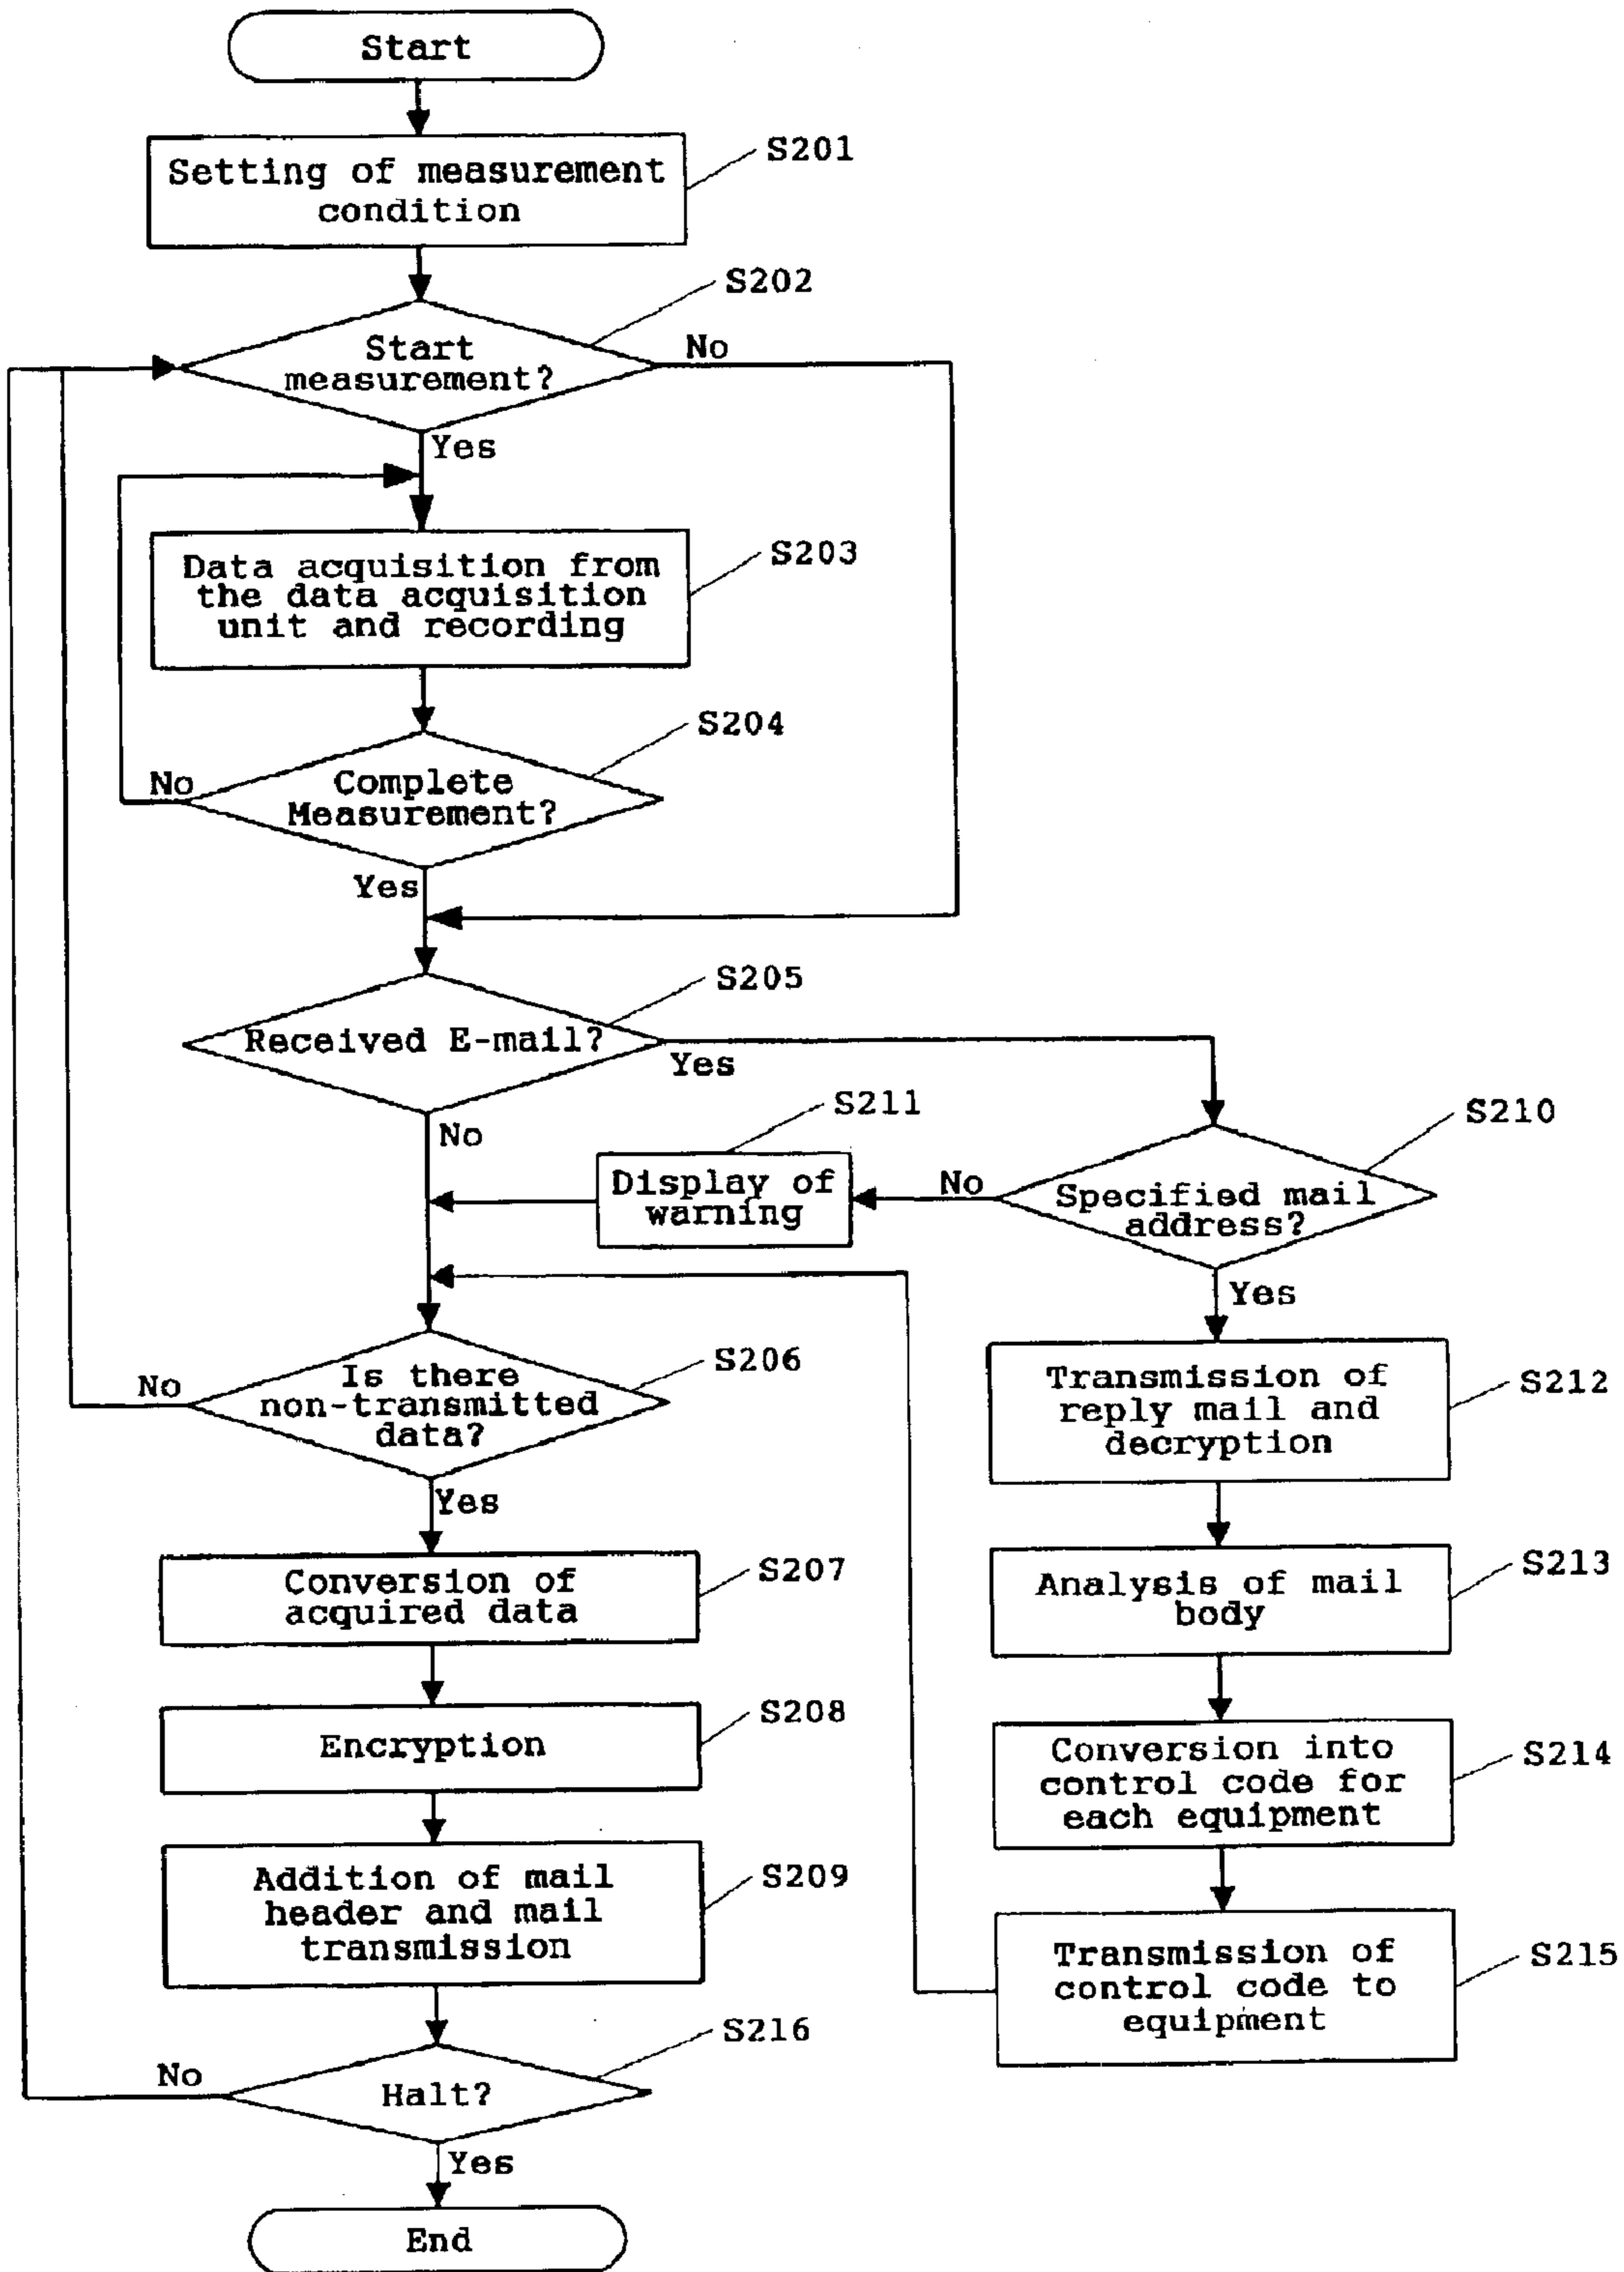 Start
Setting of measurement
condition
S201
S202
Start
measurement?
No
Yes
Data acquisition from
the data acquisition
unit and recording
S203
S204
Complete
Measurement?
No
Yes
S205
Received E-mail?
Yes
No
S211
Display of
warning
No
S210
Specified mail
address?
Yes
S206
Is there
non-transmitted
data?
No
Yes
Transmission of
reply mail and
decryption
S212
Conversion of
acquired data
S207
Analysis of mail
body
S213
Encryption
S208
Conversion into
control code for
each equipment
S214
Addition of mail
header and mail
transmission
S209
Transmission of
control code to
equipment
S215
S216
Halt?
No
Yes
End